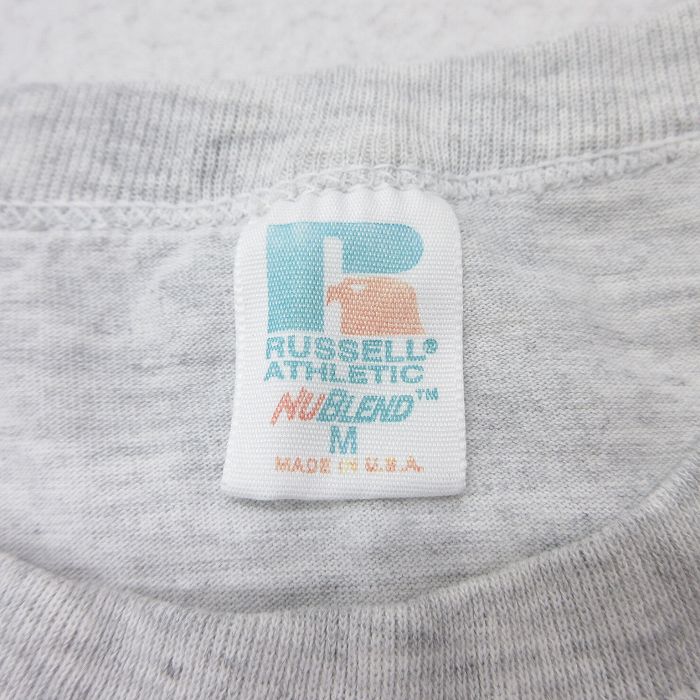 RUSSELL®
ATHLETIC
NUBLEND™
M
MADE IN U.S.A.